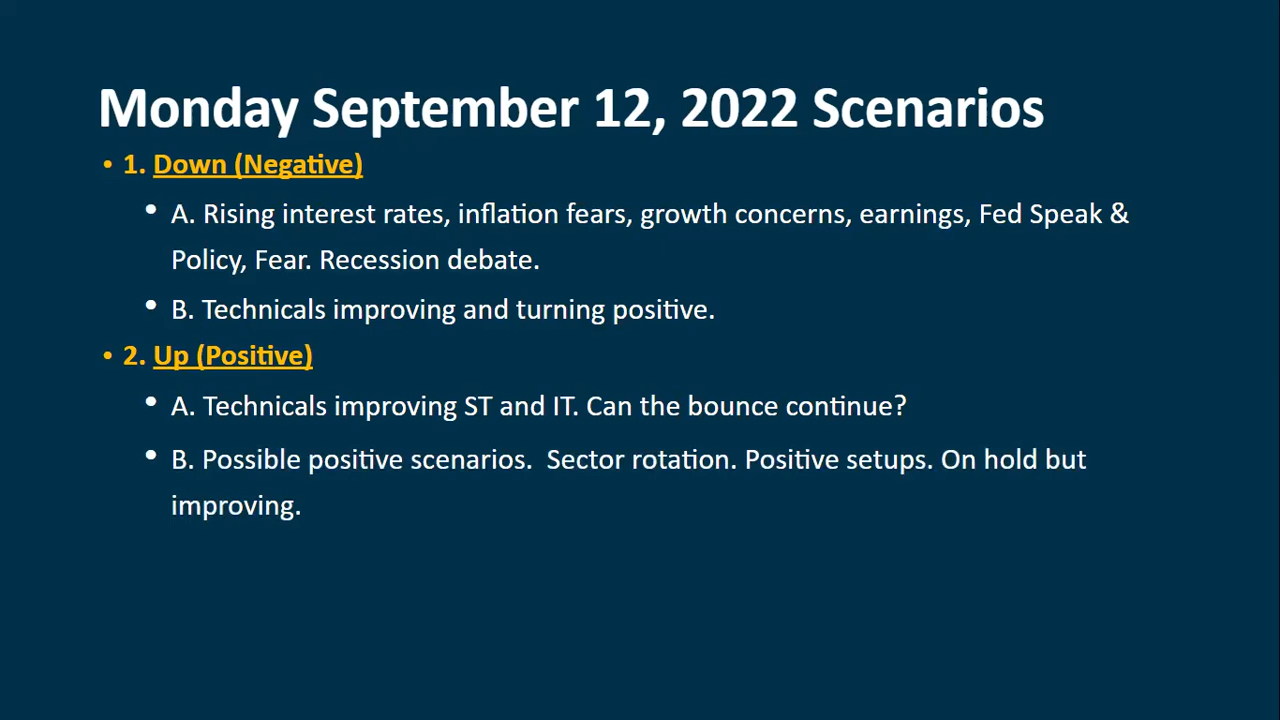 Monday September 12, 2022 Scenarios
• 1. Down (Negative)
• A. Rising interest rates, inflation fears, growth concerns, earnings, Fed Speak &
Policy, Fear. Recession debate.
• B. Technicals improving and turning positive.
• 2. Up (Positive)
• A. Technicals improving ST and IT. Can the bounce continue?
• B. Possible positive scenarios.  Sector rotation. Positive setups. On hold but
improving.